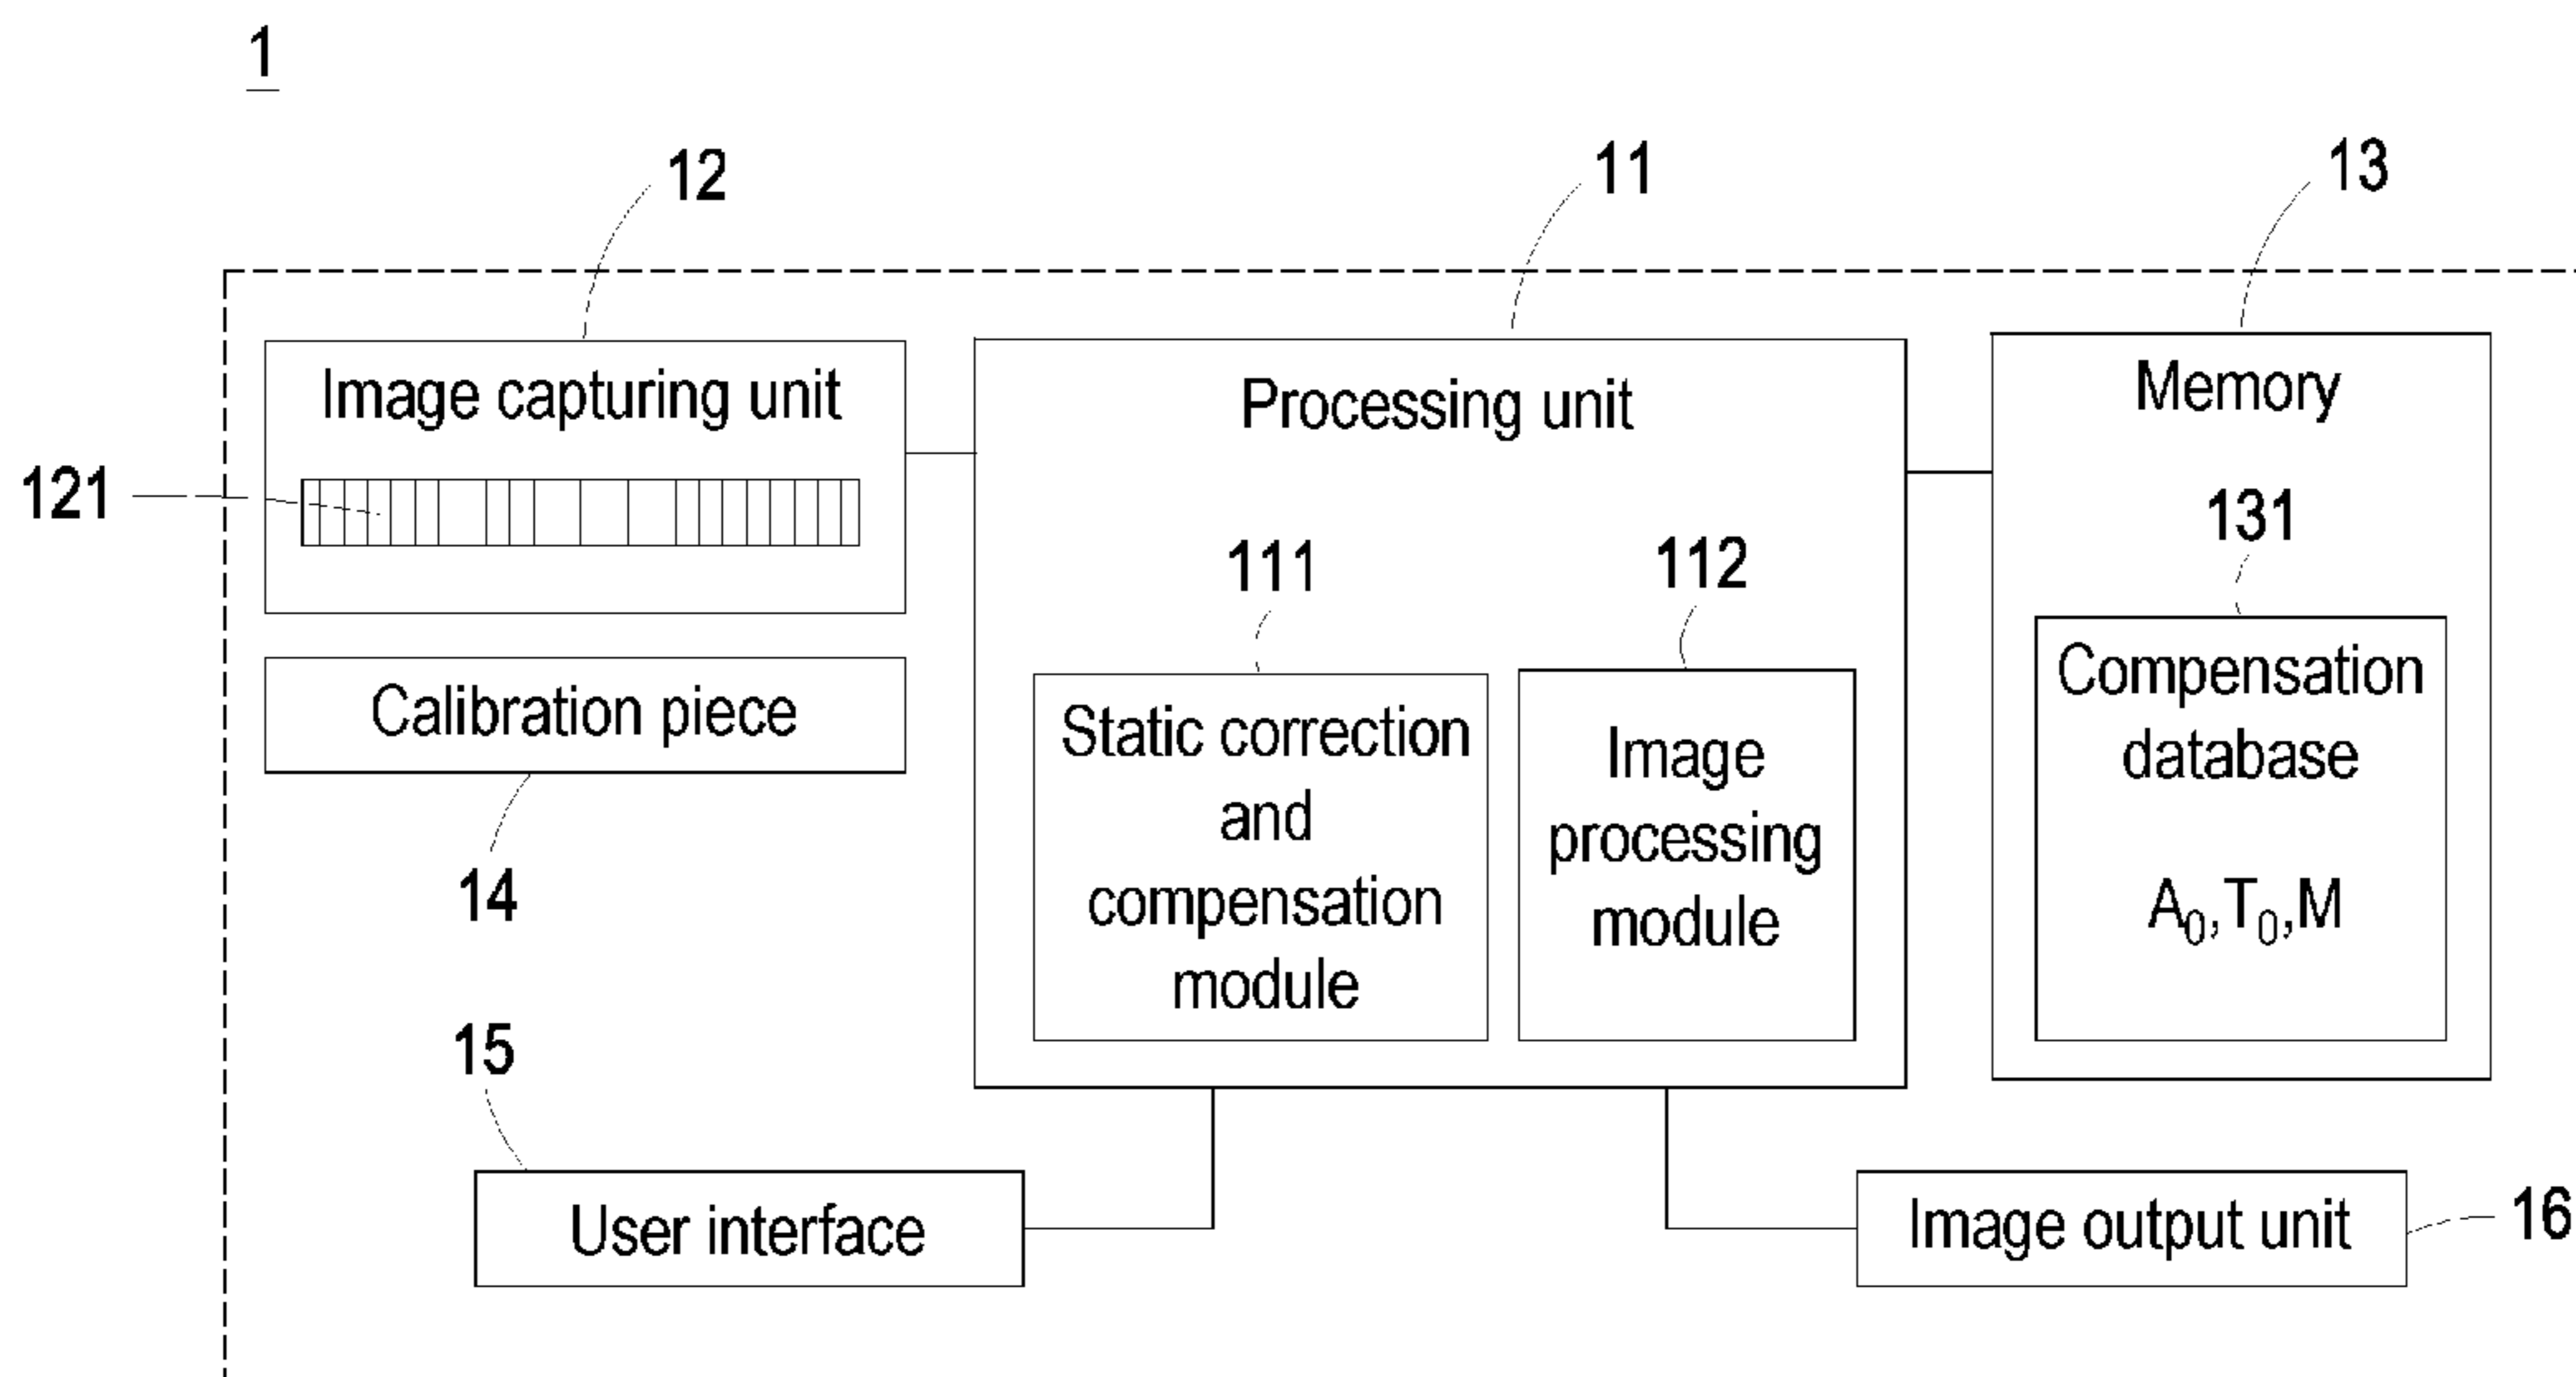 1
12
11
13
Image capturing unit
Processing unit
Memory
121
131
111
112
Compensation
database
A₀,T₀,M
Calibration piece
Static correction
and
compensation
module
Image
processing
module
14
15
User interface
Image output unit
16